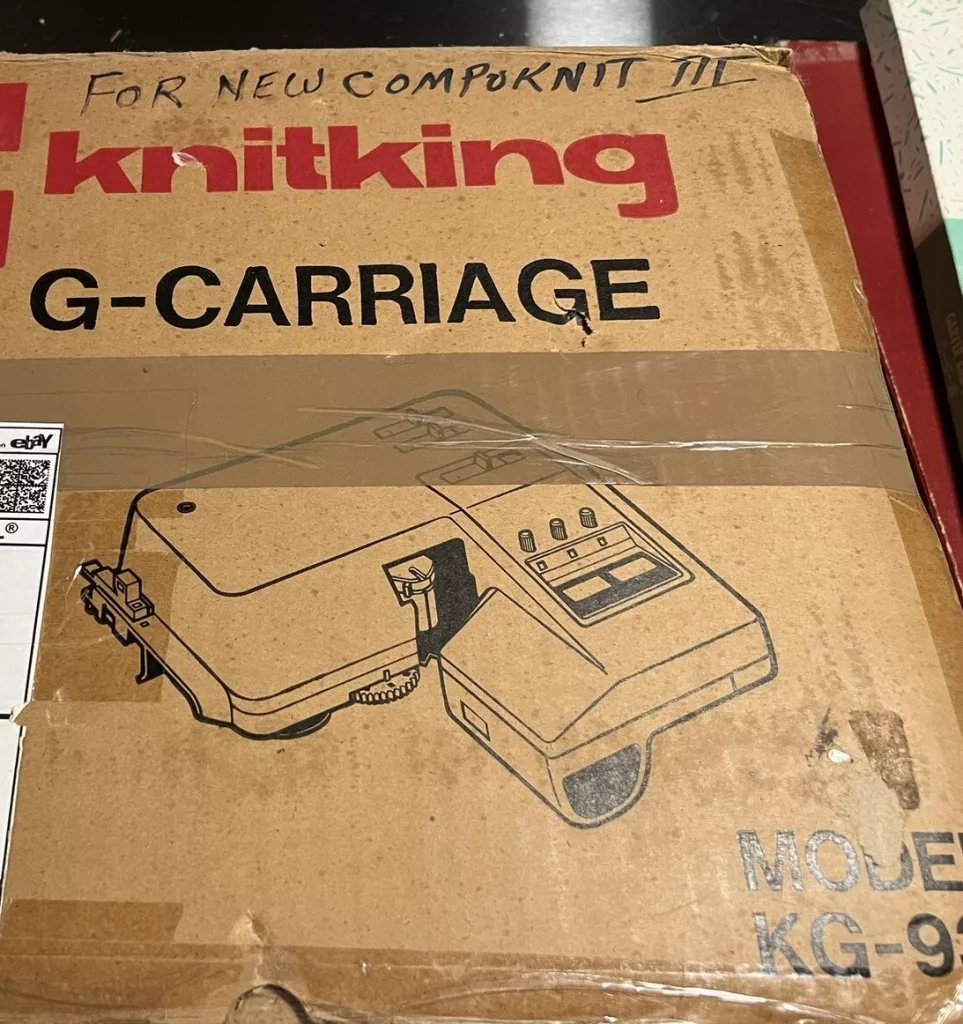 FOR NEW COMPUKNIT III
knitking
G-CARRIAGE
ebay
®
MODE
KG-93